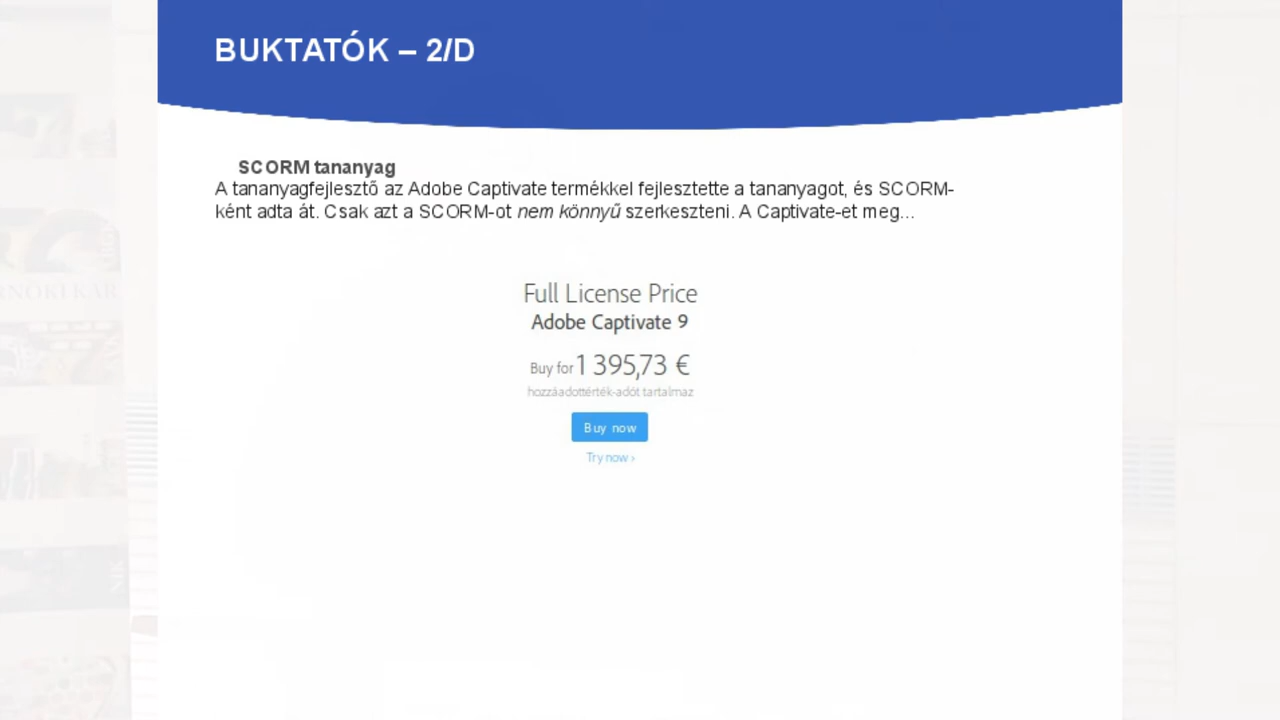 BUKTATÓK – 2/D
SCORM tananyag
A tananyagfejlesztő az Adobe Captivate termékkel fejlesztette a tananyagot, és SCORM-
ként adta át. Csak azt a SCORM-ot nem könnyű szerkeszteni. A Captivate-et meg...
Full License Price
Adobe Captivate 9
Buy for 1 395,73 €
hozzáadottérték-adót tartalmaz
Buy now
Try now ›
NIK